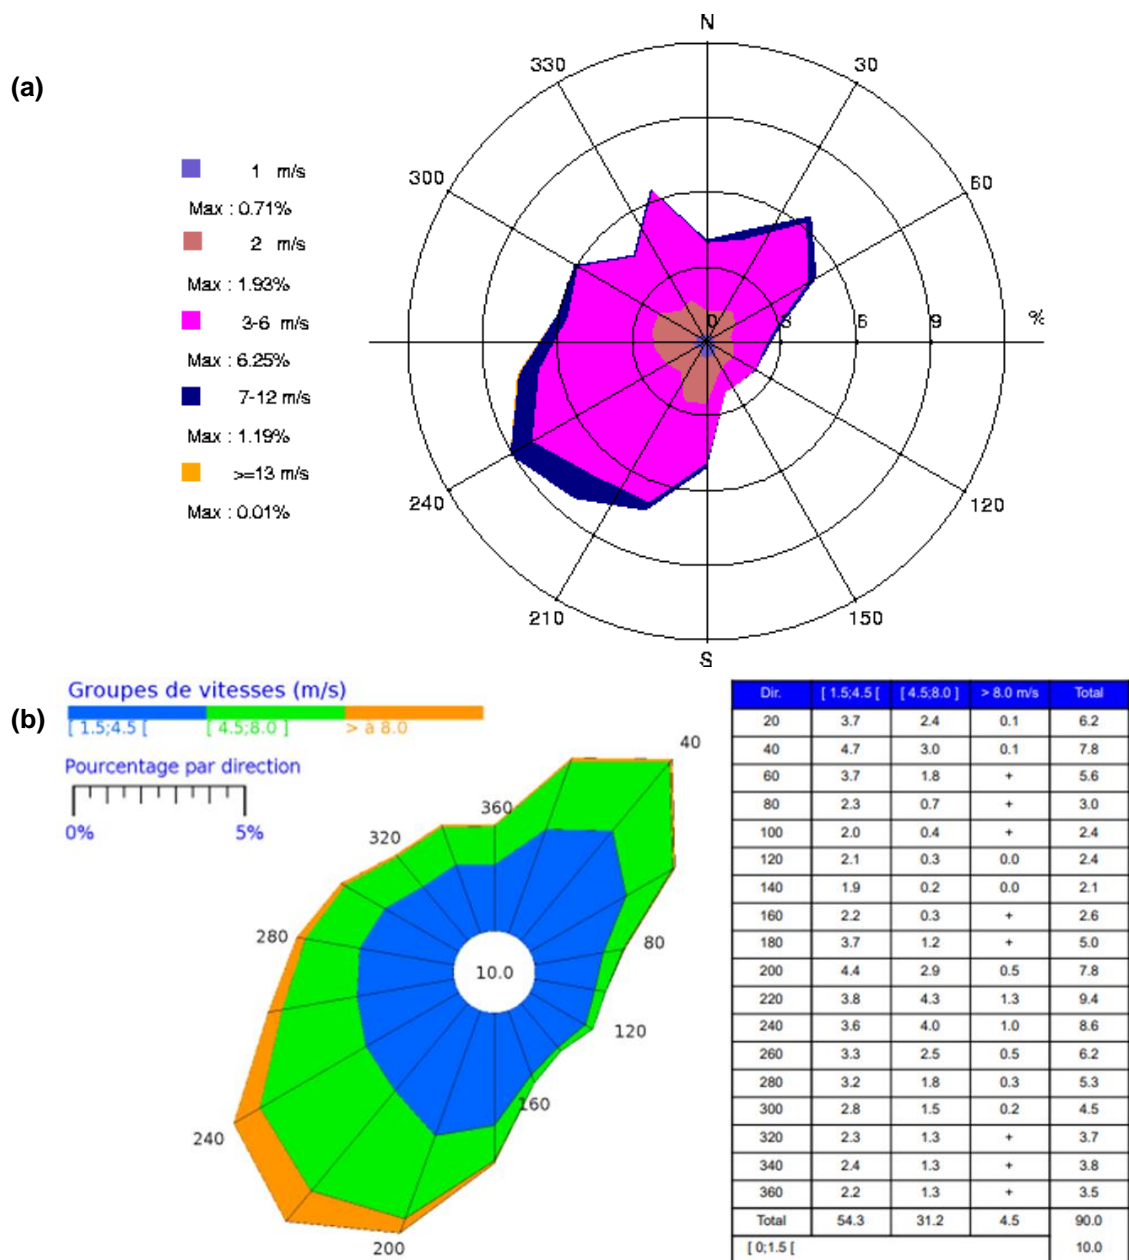 (a)
N
330
30
300
60
1 m/s
Max : 0.71%
2 m/s
Max : 1.93%
3-6 m/s
Max : 6.25%
7-12 m/s
Max : 1.19%
>=13 m/s
Max : 0.01%
0 3 6 9 %
240
120
210
150
S
(b)
Groupes de vitesses (m/s)
[ 1.5;4.5 [ [ 4.5;8.0 ] > à 8.0
Pourcentage par direction
0% 5%
40
360
320
280
80
10.0
120
160
240
200
Dir. [ 1.5;4.5 [ [ 4.5;8.0 ] > 8.0 m/s Total
20 3.7 2.4 0.1 6.2
40 4.7 3.0 0.1 7.8
60 3.7 1.8 + 5.6
80 2.3 0.7 + 3.0
100 2.0 0.4 + 2.4
120 2.1 0.3 0.0 2.4
140 1.9 0.2 0.0 2.1
160 2.2 0.3 + 2.6
180 3.7 1.2 + 5.0
200 4.4 2.9 0.5 7.8
220 3.8 4.3 1.3 9.4
240 3.6 4.0 1.0 8.6
260 3.3 2.5 0.5 6.2
280 3.2 1.8 0.3 5.3
300 2.8 1.5 0.2 4.5
320 2.3 1.3 + 3.7
340 2.4 1.3 + 3.8
360 2.2 1.3 + 3.5
Total 54.3 31.2 4.5 90.0
[ 0;1.5 [ 10.0